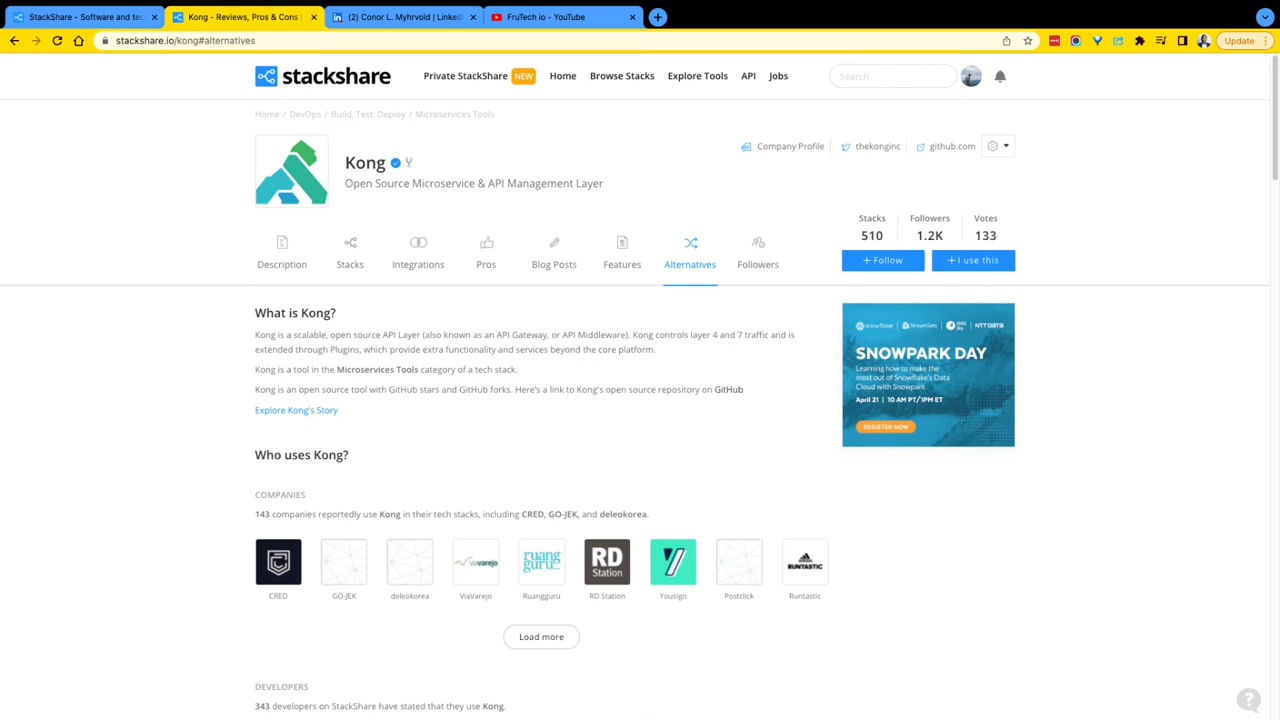 StackShare - Software and tec
Kong - Reviews, Pros & Cons |
(2) Conor L. Myhrvold | LinkedI
FruTech io - YouTube
stackshare.io/kong#alternatives
Update
stackshare
Private StackShare NEW Home Browse Stacks Explore Tools API Jobs Search
Home / DevOps / Build, Test, Deploy / Microservices Tools
Kong
Open Source Microservice & API Management Layer
Company Profile thekonginc github.com
Stacks Followers Votes
510 1.2K 133
+ Follow + I use this
Description Stacks Integrations Pros Blog Posts Features Alternatives Followers
What is Kong?
Kong is a scalable, open source API Layer (also known as an API Gateway, or API Middleware). Kong controls layer 4 and 7 traffic and is
extended through Plugins, which provide extra functionality and services beyond the core platform.
Kong is a tool in the Microservices Tools category of a tech stack.
Kong is an open source tool with GitHub stars and GitHub forks. Here's a link to Kong's open source repository on GitHub
Explore Kong's Story
snowflake StreamSets NTT DATA
SNOWPARK DAY
Learning how to make the
most out of Snowflake's Data
Cloud with Snowpark
April 21 | 10 AM PT/1PM ET
REGISTER NOW
Who uses Kong?
COMPANIES
143 companies reportedly use Kong in their tech stacks, including CRED, GO-JEK, and deleokorea.
viavarejo
ruang
guru
RD
Station
RUNTASTIC
CRED GO-JEK deleokorea ViaVarejo Ruangguru RD Station Yousign Postclick Runtastic
Load more
DEVELOPERS
343 developers on StackShare have stated that they use Kong.